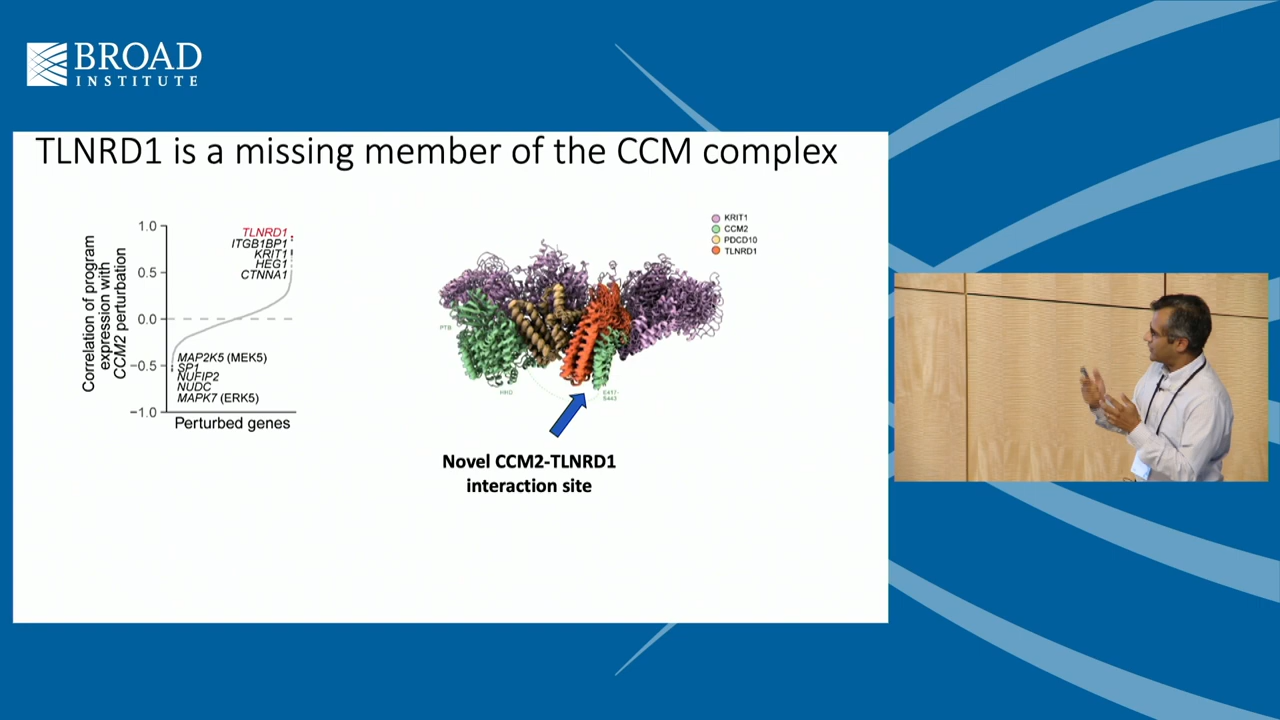 BROAD
INSTITUTE
TLNRD1 is a missing member of the CCM complex
Correlation of program
expression with
CCM2 perturbation
1.0
0.5
0.0
−0.5
−1.0
TLNRD1
ITGB1BP1
KRIT1
HEG1
CTNNA1
MAP2K5 (MEK5)
SP1
NUFIP2
NUDC
MAPK7 (ERK5)
Perturbed genes
KRIT1
CCM2
PDCD10
TLNRD1
PTB
HHD
E417-
S443
Novel CCM2-TLNRD1
interaction site